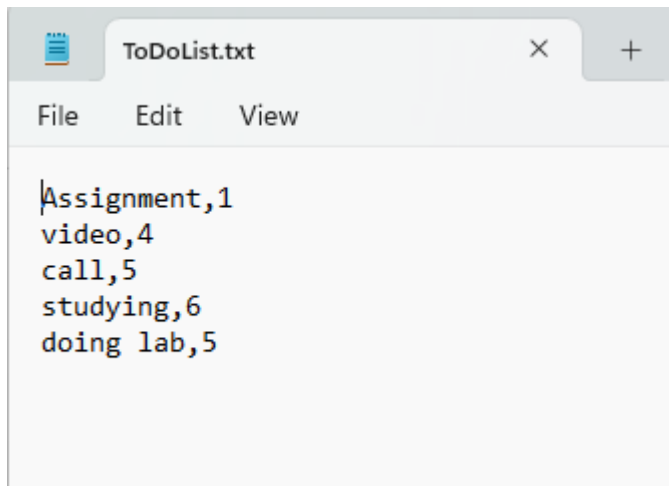 ToDoList.txt
File Edit View
Assignment,1
video,4
call,5
studying,6
doing lab,5